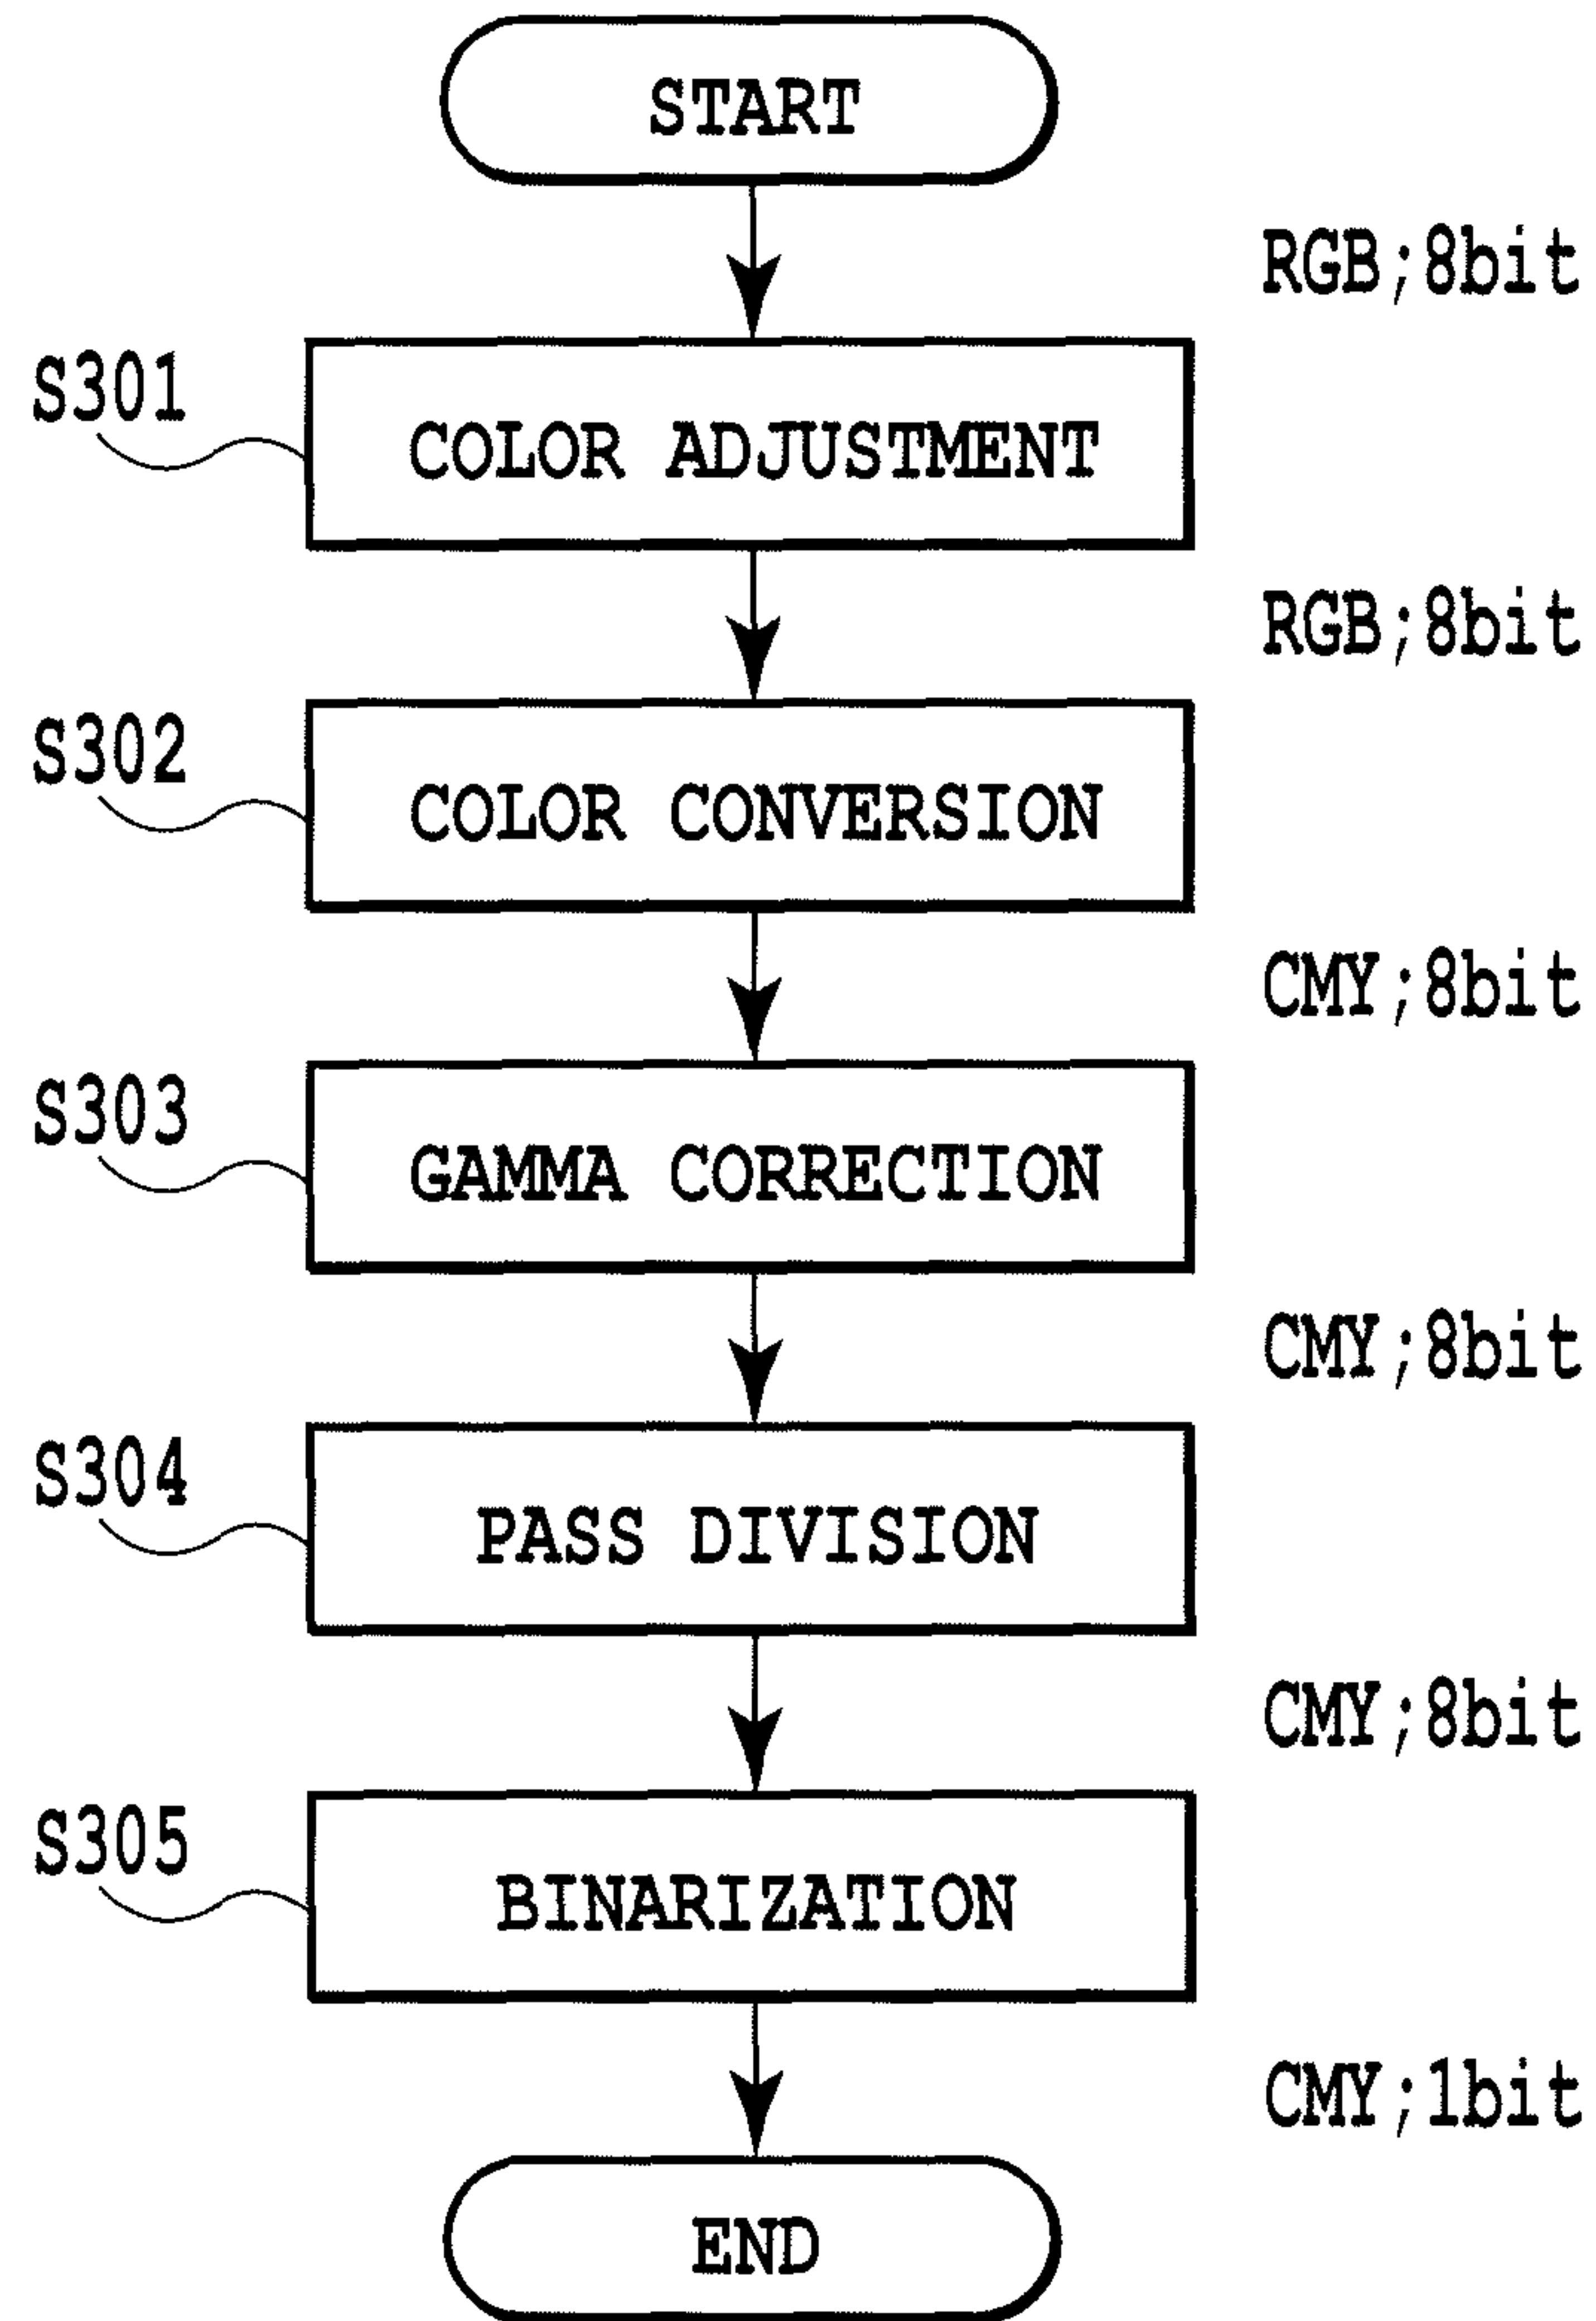 START
RGB;8bit
S301
COLOR ADJUSTMENT
RGB;8bit
S302
COLOR CONVERSION
CMY;8bit
S303
GAMMA CORRECTION
CMY;8bit
S304
PASS DIVISION
CMY;8bit
S305
BINARIZATION
CMY;1bit
END